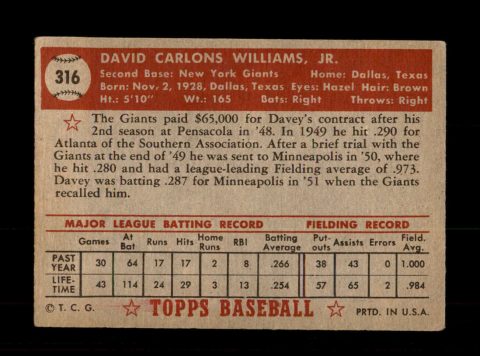 316
DAVID CARLONS WILLIAMS, JR.
Second Base: New York Giants Home: Dallas, Texas
Born: Nov. 2, 1928, Dallas, Texas Eyes: Hazel Hair: Brown
Ht.: 5'10" Wt.: 165 Bats: Right Throws: Right
The Giants paid $65,000 for Davey's contract after his
2nd season at Pensacola in '48. In 1949 he hit .290 for
Atlanta of the Southern Association. After a brief trial with the
Giants at the end of '49 he was sent to Minneapolis in '50, where
he hit .280 and had a league-leading Fielding average of .973.
Davey was batting .287 for Minneapolis in '51 when the Giants
recalled him.
MAJOR LEAGUE BATTING RECORD FIELDING RECORD
Games At Bat Runs Hits Home Runs RBI Batting Average Put-outs Assists Errors Field. Avg.
PAST YEAR 30 64 17 17 2 8 .266 38 43 0 1.000
LIFE-TIME 43 114 24 29 3 13 .254 57 65 2 .984
© T. C. G. TOPPS BASEBALL PRTD. IN U.S.A.